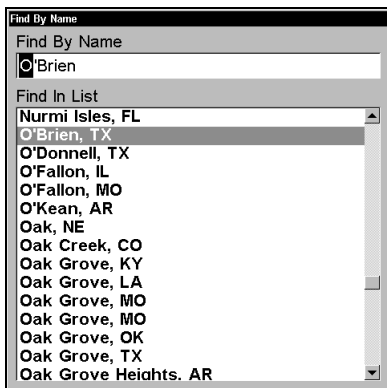 Find By Name
Find By Name
O'Brien
Find In List
Nurmi Isles, FL
O'Brien, TX
O'Donnell, TX
O'Fallon, IL
O'Fallon, MO
O'Kean, AR
Oak, NE
Oak Creek, CO
Oak Grove, KY
Oak Grove, LA
Oak Grove, MO
Oak Grove, MO
Oak Grove, OK
Oak Grove, TX
Oak Grove Heights, AR